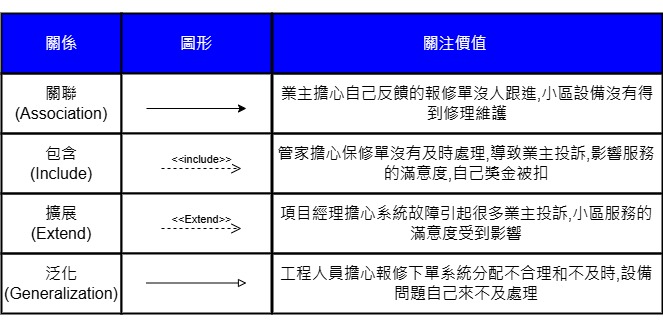 關係
圖形
關注價值
關聯
(Association)
業主擔心自己反饋的報修單沒人跟進,小區設備沒有得
到修理維護
包含
(Include)
<<include>>
管家擔心保修單沒有及時處理,導致業主投訴,影響服務
的滿意度,自己獎金被扣
擴展
(Extend)
<<Extend>>
項目經理擔心系統故障引起很多業主投訴,小區服務的
滿意度受到影響
泛化
(Generalization)
工程人員擔心報修下單系統分配不合理和不及時,設備
問題自己來不及處理